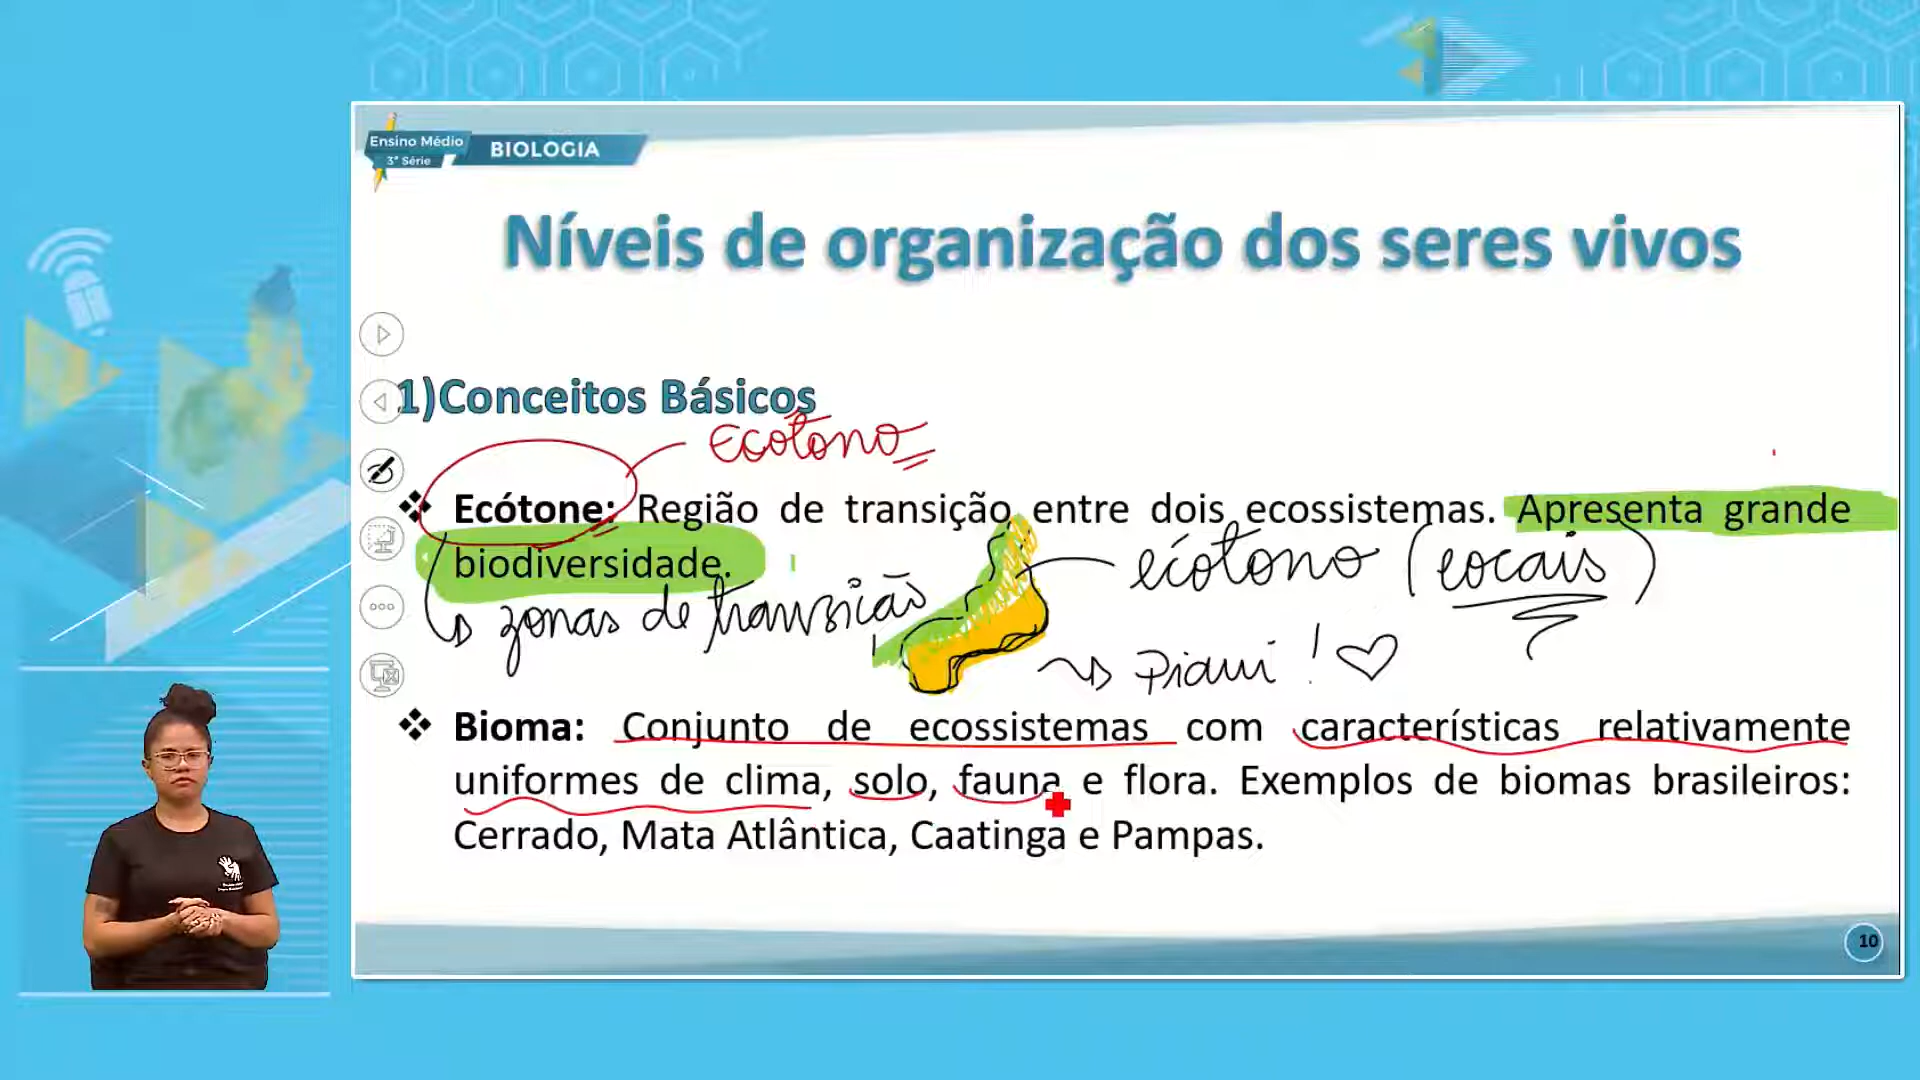 Ensino Médio
3ª Série
BIOLOGIA
Níveis de organização dos seres vivos
1)Conceitos Básicos
Ecótono
Ecótone: Região de transição entre dois ecossistemas. Apresenta grande
biodiversidade.
ecótono (cocais)
zonas de transição
Piaui !
Bioma: Conjunto de ecossistemas com características relativamente
uniformes de clima, solo, fauna e flora. Exemplos de biomas brasileiros:
Cerrado, Mata Atlântica, Caatinga e Pampas.
10